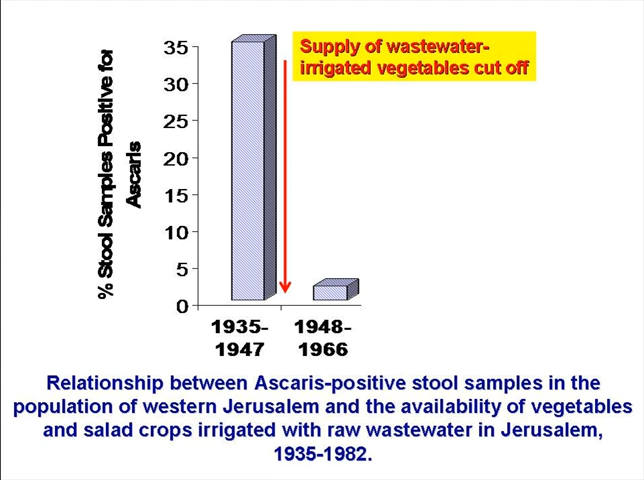 Supply of wastewater-
irrigated vegetables cut off
% Stool Samples Positive for
Ascaris
35
30
25
20
15
10
5
0
1935-
1947
1948-
1966
Relationship between Ascaris-positive stool samples in the
population of western Jerusalem and the availability of vegetables
and salad crops irrigated with raw wastewater in Jerusalem,
1935-1982.